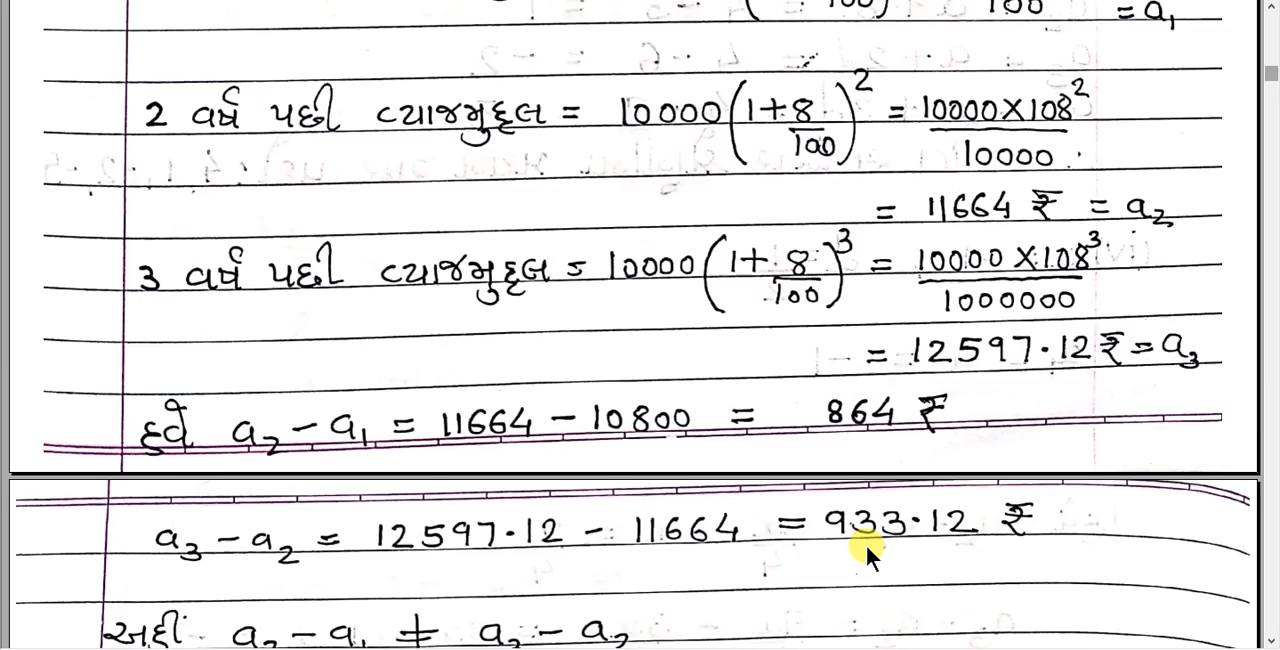 = a₁
2 વર્ષ પછી વ્યાજમુદ્દલ = 10000(1+8/100)² = 10000×108²/10000
= 11664 ₹ = a₂
3 વર્ષ પછી વ્યાજમુદ્દલ = 10000(1+8/100)³ = 10000×108³/1000000
= 12597.12 ₹ = a₃
હવે a₂ - a₁ = 11664 - 10800 = 864 ₹
a₃ - a₂ = 12597.12 - 11664 = 933.12 ₹
અહીં a₂ - a₁ ≠ a₃ - a₂